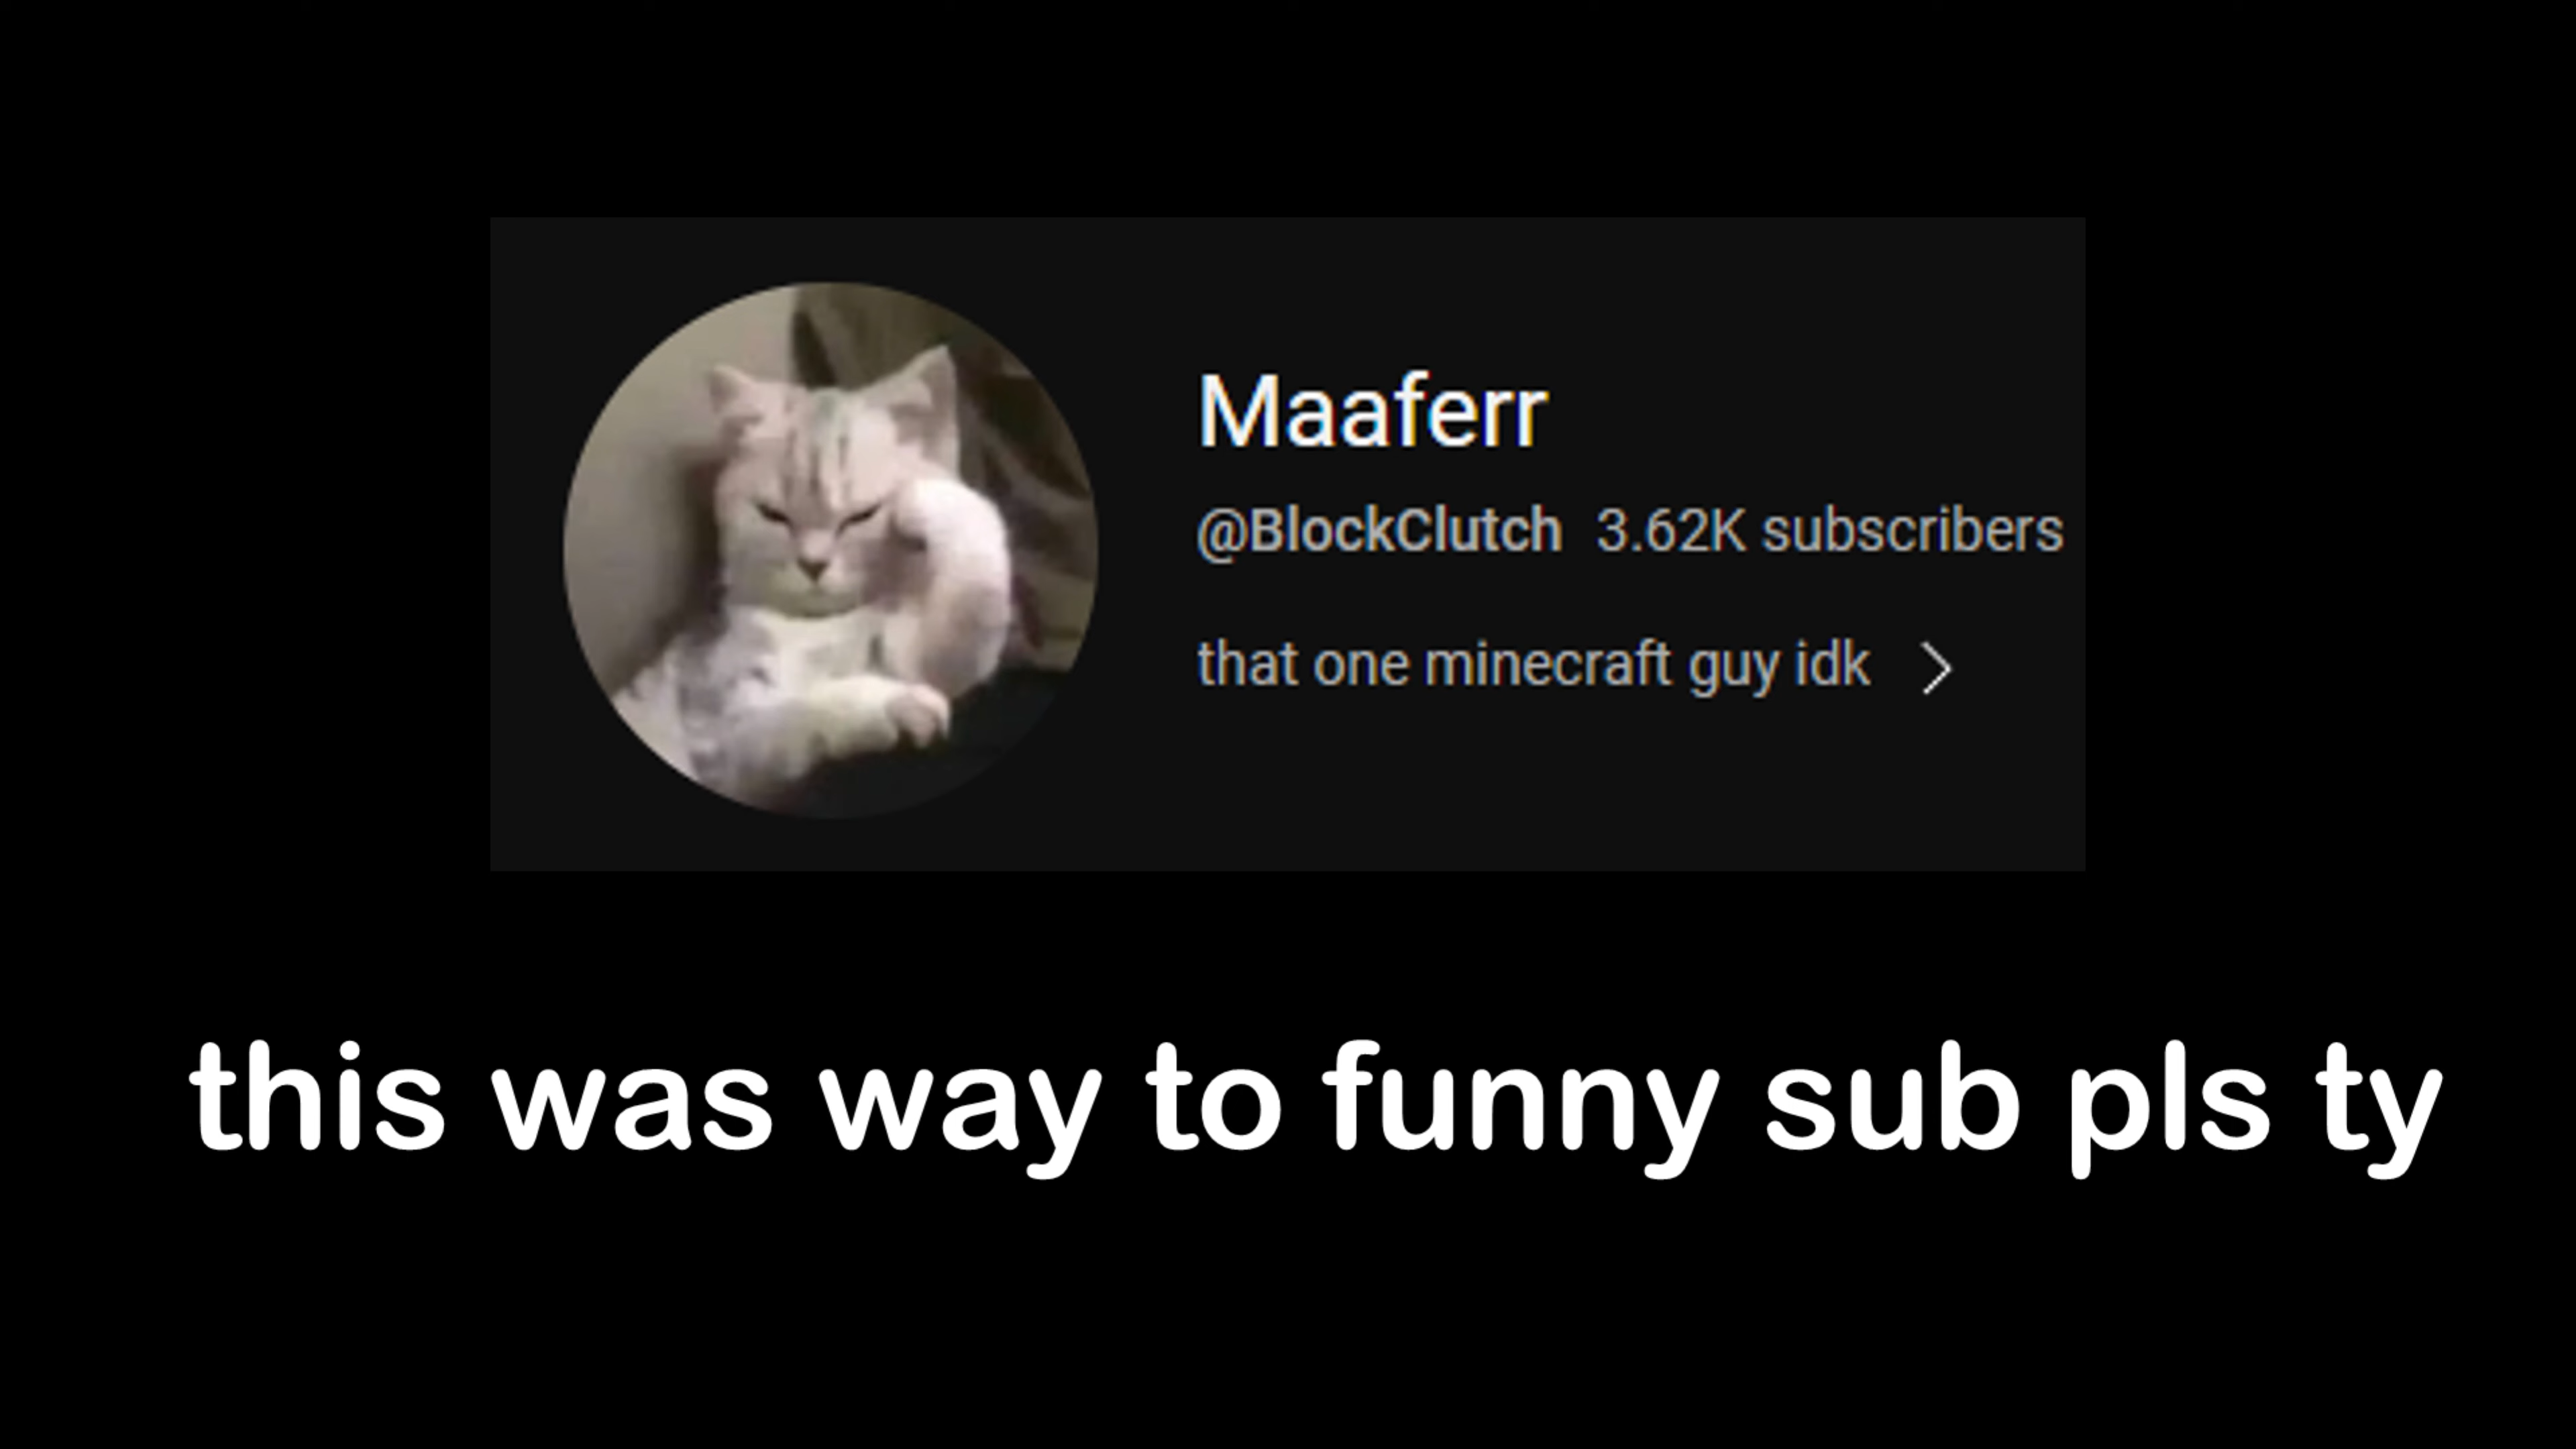 Maaferr
@BlockClutch 3.62K subscribers
that one minecraft guy idk
this was way to funny sub pls ty